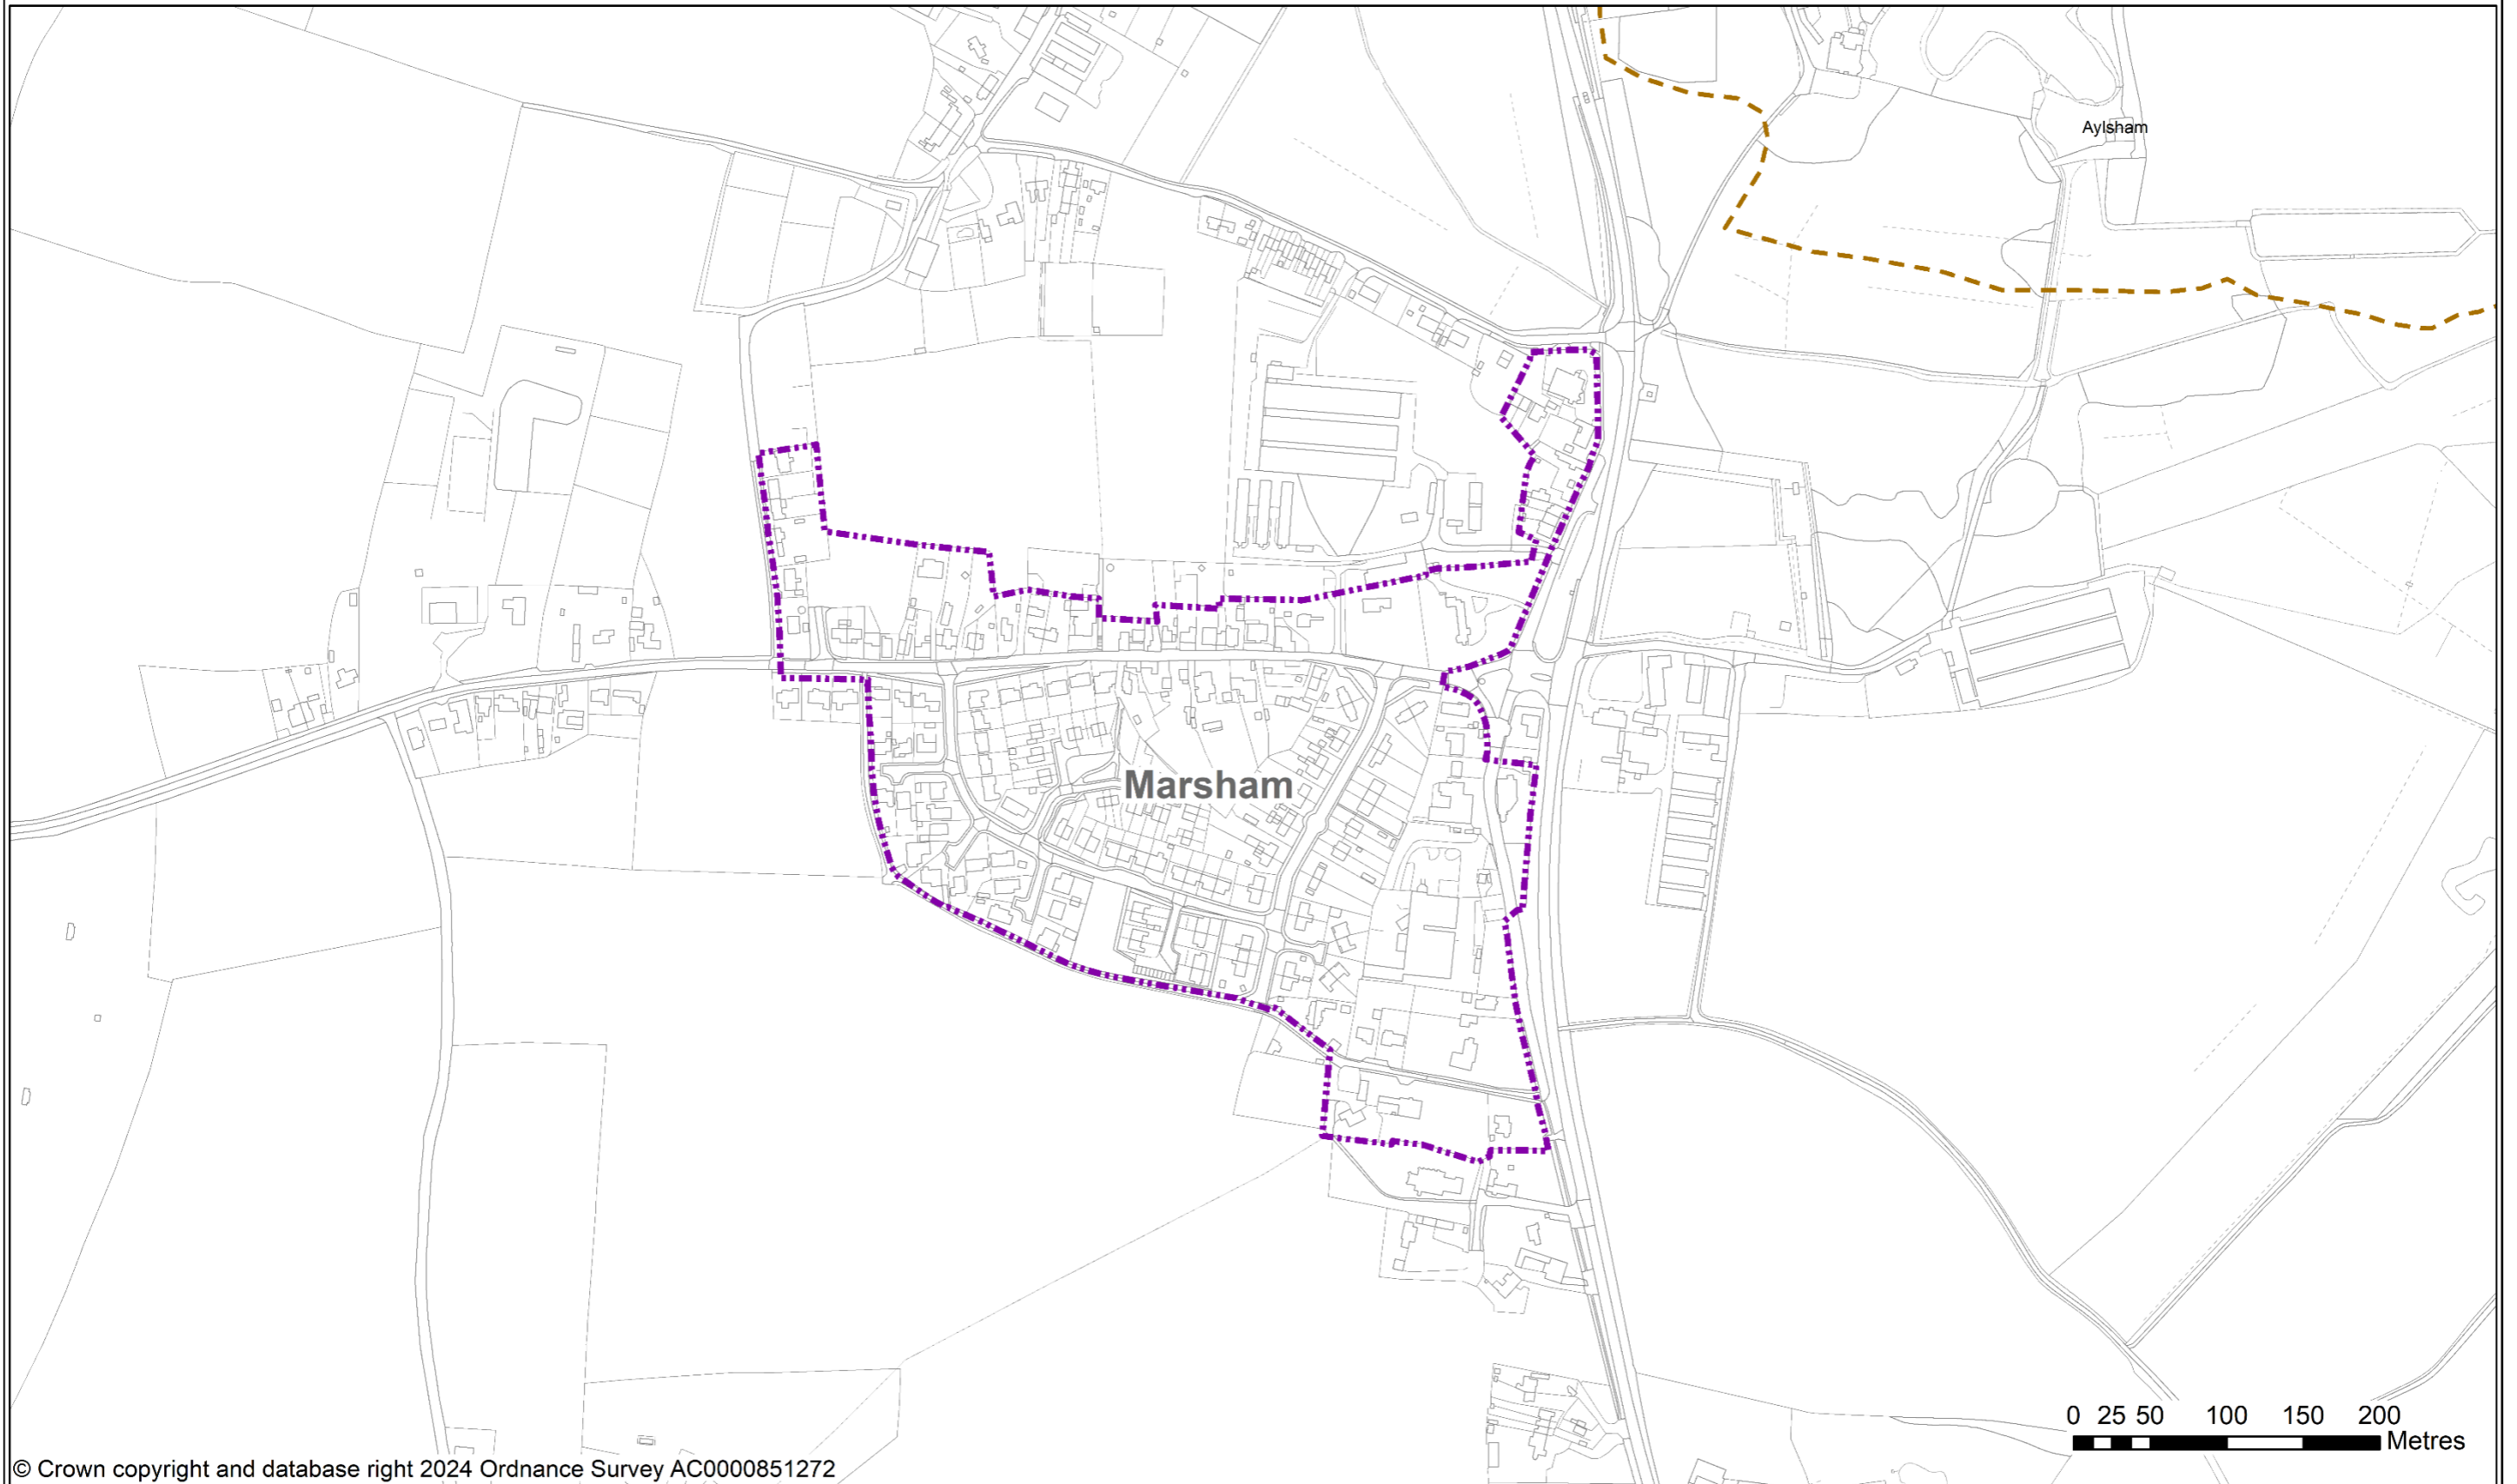 Aylsham
Marsham
0 25 50 100 150 200
Metres
© Crown copyright and database right 2024 Ordnance Survey AC0000851272